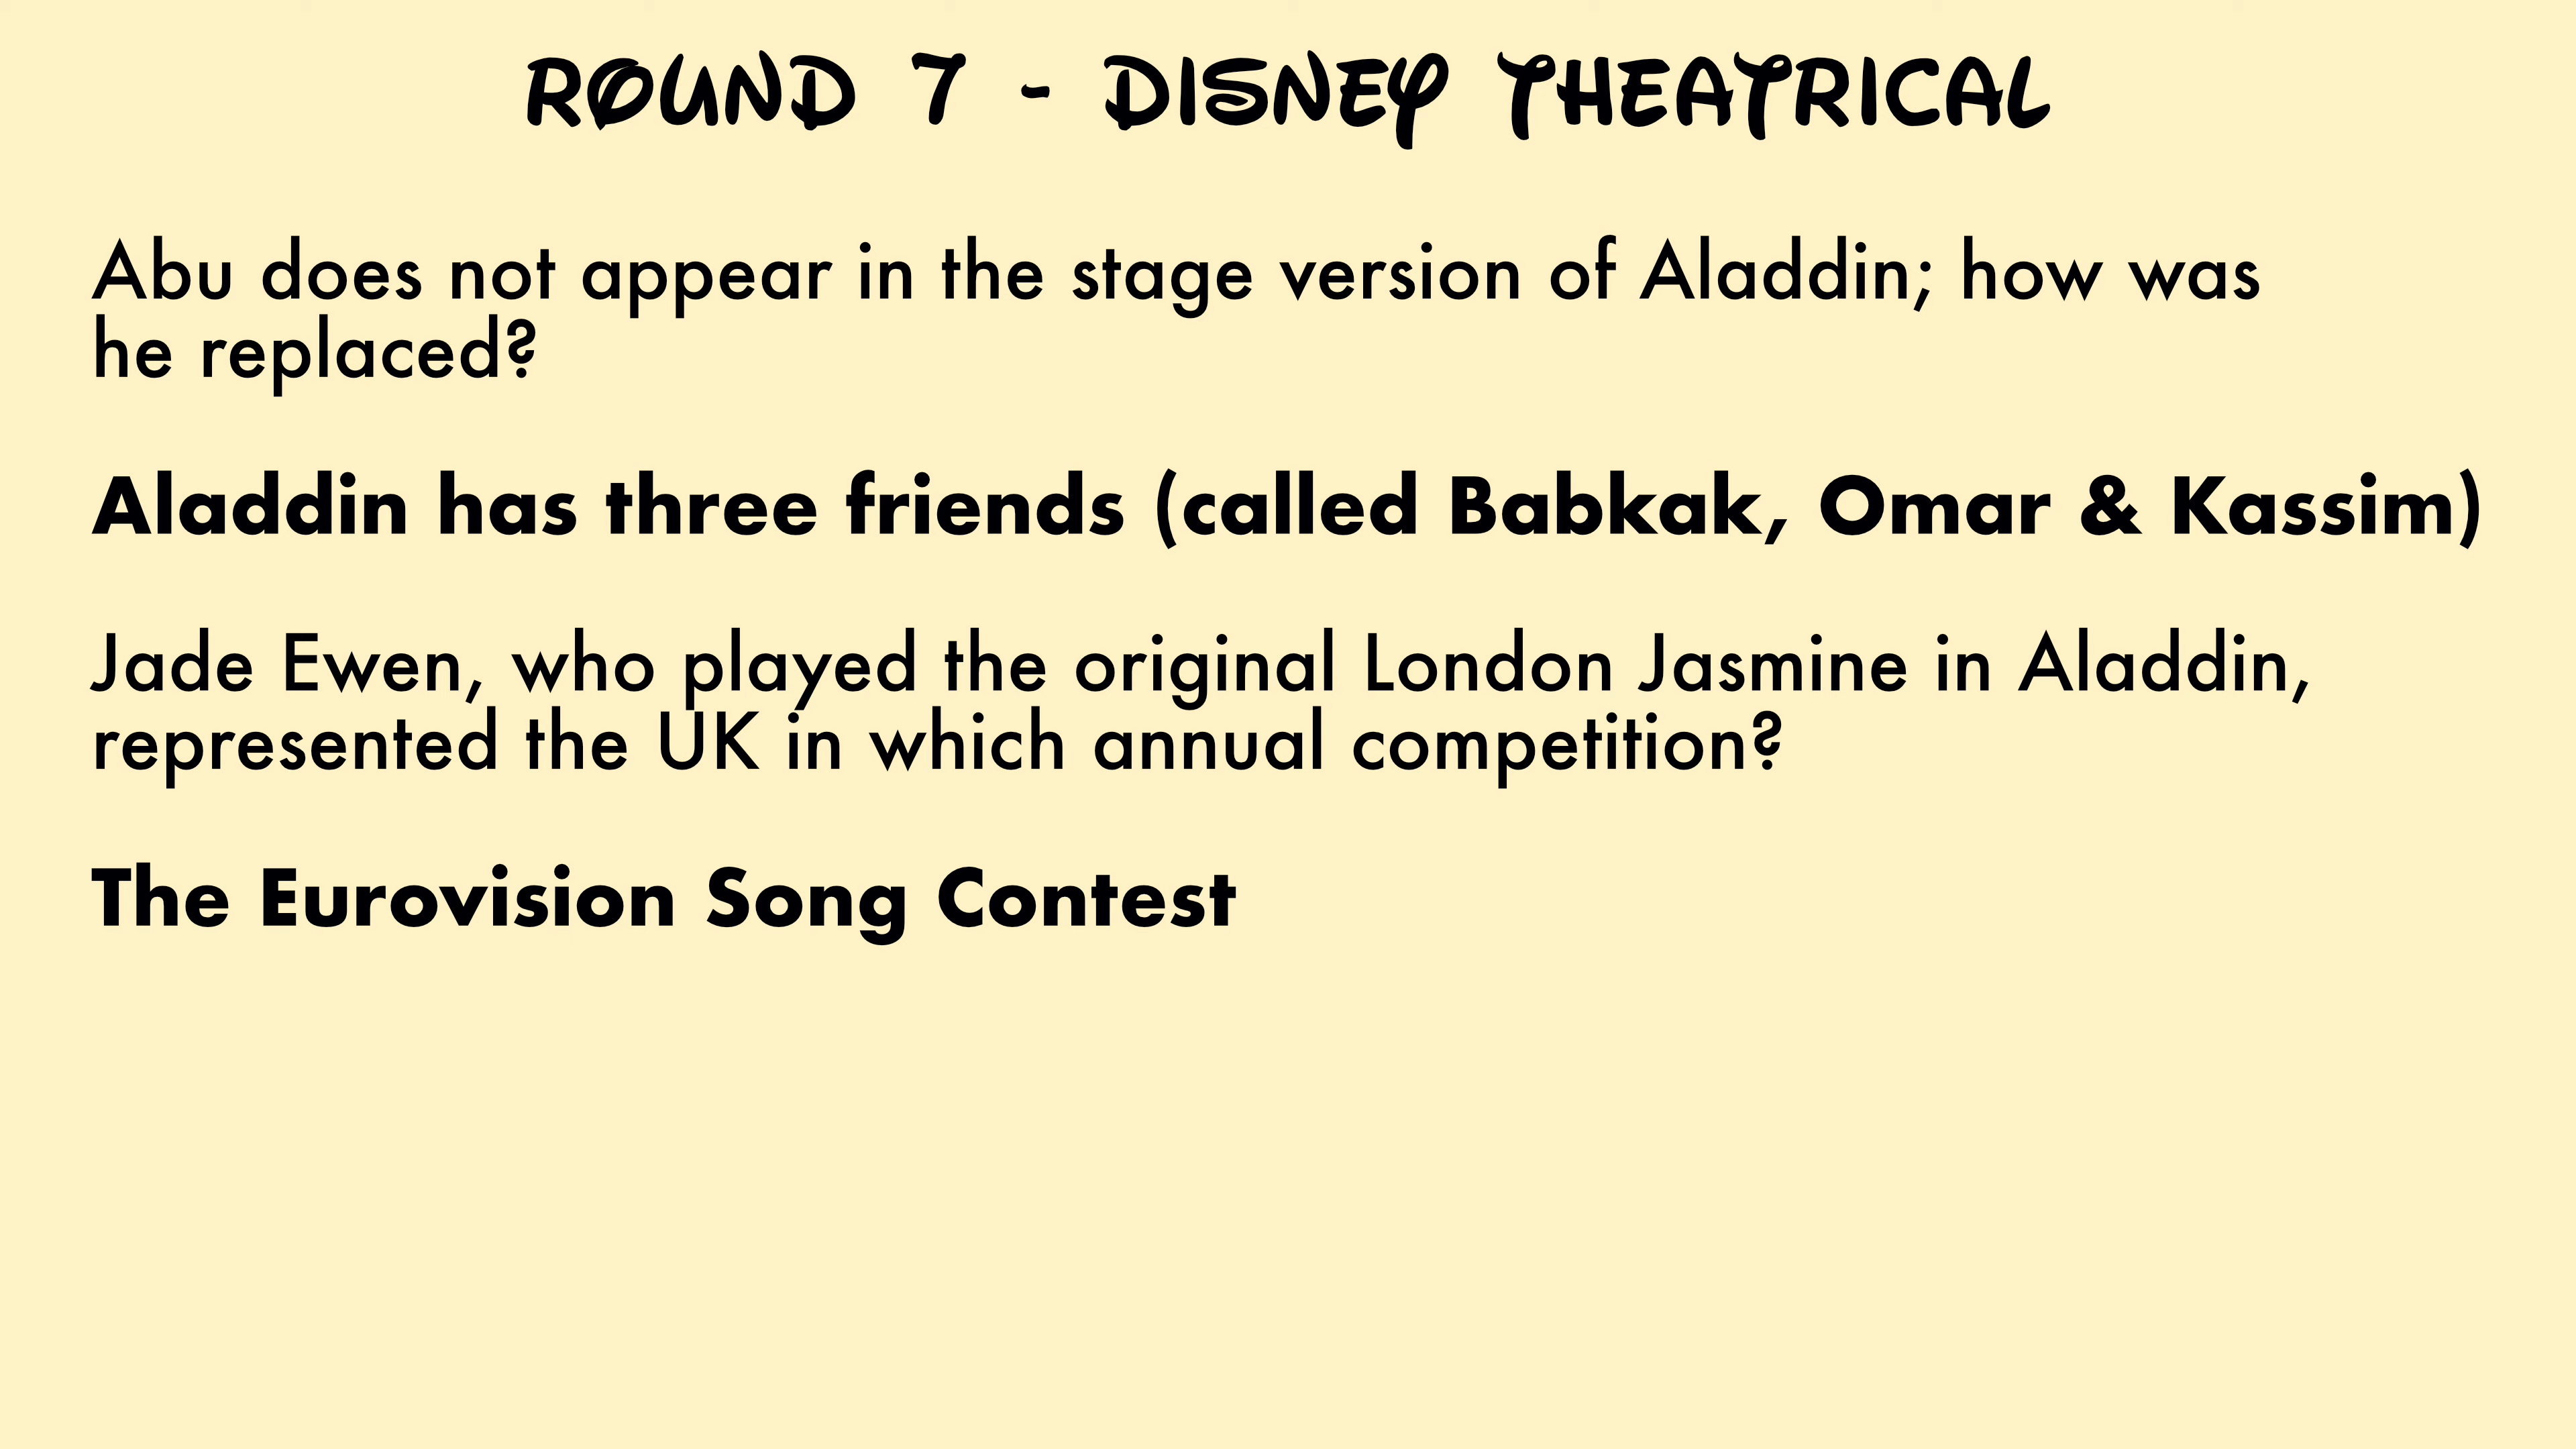 ROUND 7 - DISNEY THEATRICAL
Abu does not appear in the stage version of Aladdin; how was
he replaced?
Aladdin has three friends (called Babkak, Omar & Kassim)
Jade Ewen, who played the original London Jasmine in Aladdin,
represented the UK in which annual competition?
The Eurovision Song Contest